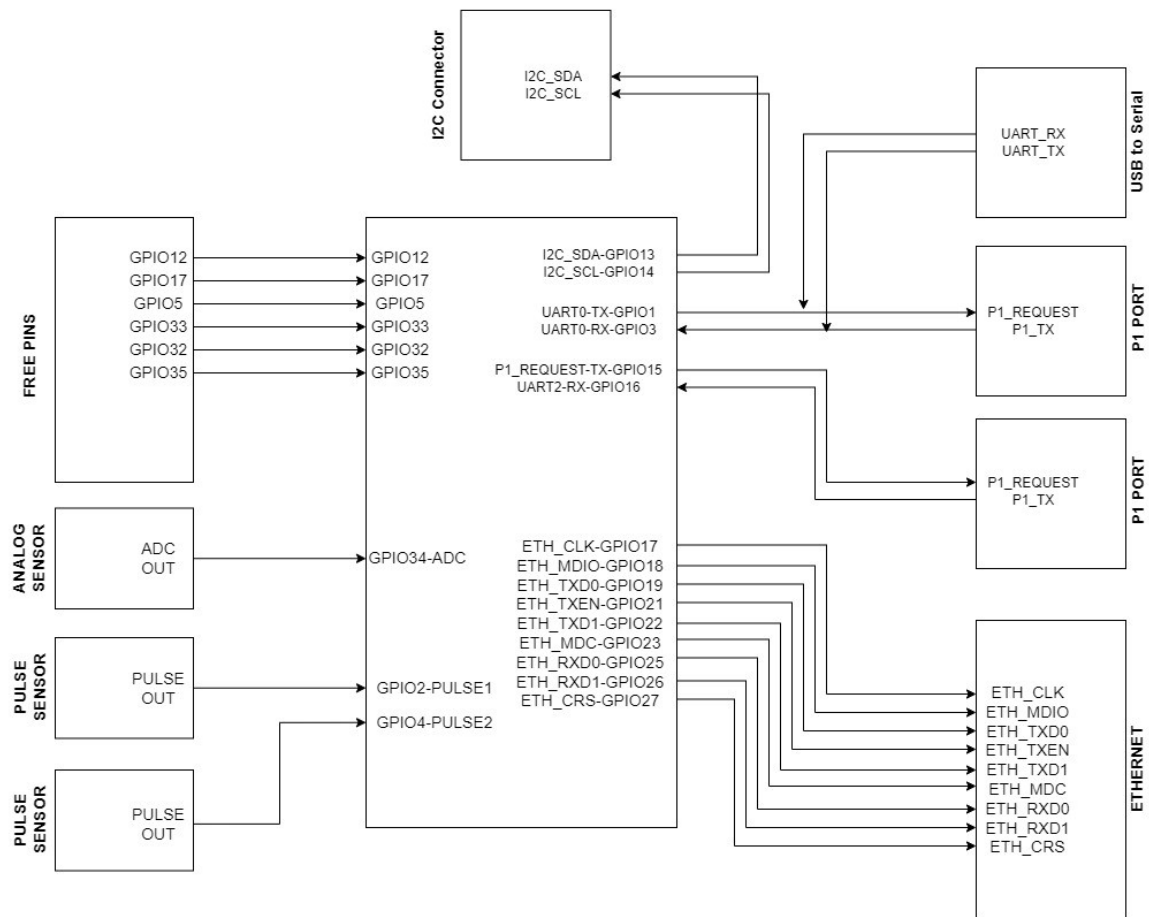 I2C Connector
I2C_SDA
I2C_SCL
USB to Serial
UART_RX
UART_TX
FREE PINS
GPIO12
GPIO17
GPIO5
GPIO33
GPIO32
GPIO35
GPIO12
GPIO17
GPIO5
GPIO33
GPIO32
GPIO35
I2C_SDA-GPIO13
I2C_SCL-GPIO14
UART0-TX-GPIO1
UART0-RX-GPIO3
P1_REQUEST-TX-GPIO15
UART2-RX-GPIO16
P1_REQUEST
P1_TX
P1 PORT
P1_REQUEST
P1_TX
P1 PORT
ANALOG
SENSOR
ADC
OUT
GPIO34-ADC
PULSE
SENSOR
PULSE
OUT
GPIO2-PULSE1
GPIO4-PULSE2
PULSE
SENSOR
PULSE
OUT
ETH_CLK-GPIO17
ETH_MDIO-GPIO18
ETH_TXD0-GPIO19
ETH_TXEN-GPIO21
ETH_TXD1-GPIO22
ETH_MDC-GPIO23
ETH_RXD0-GPIO25
ETH_RXD1-GPIO26
ETH_CRS-GPIO27
ETH_CLK
ETH_MDIO
ETH_TXD0
ETH_TXEN
ETH_TXD1
ETH_MDC
ETH_RXD0
ETH_RXD1
ETH_CRS
ETHERNET